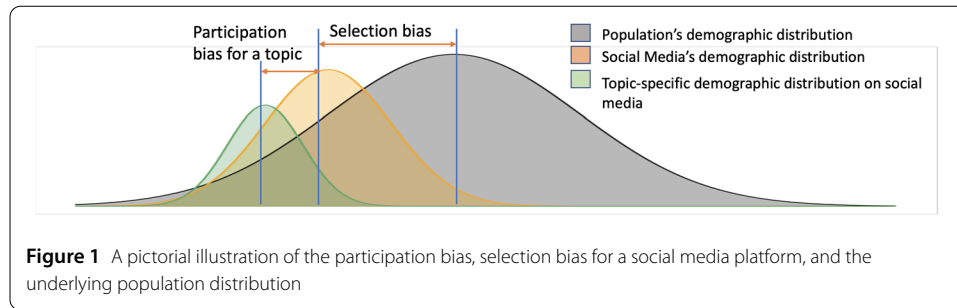 Participation
bias for a topic
Selection bias
Population's demographic distribution
Social Media's demographic distribution
Topic-specific demographic distribution on social
media
Figure 1 A pictorial illustration of the participation bias, selection bias for a social media platform, and the
underlying population distribution